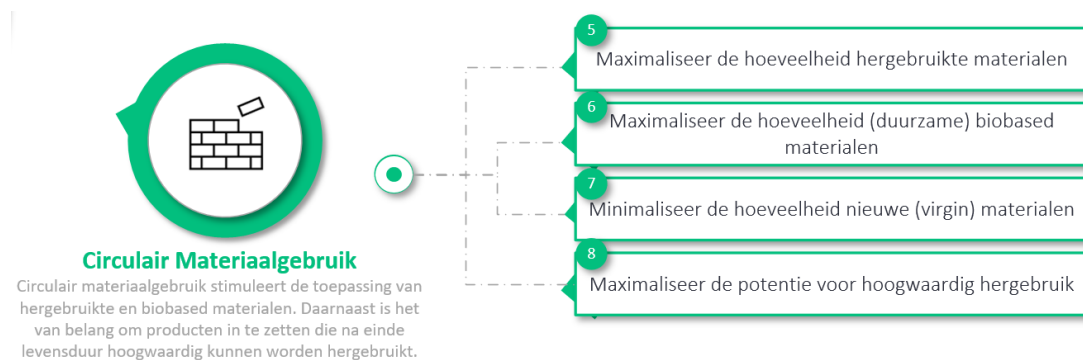 Circulair Materiaalgebruik
Circulair materiaalgebruik stimuleert de toepassing van
hergebruikte en biobased materialen. Daarnaast is het
van belang om producten in te zetten die na einde
levensduur hoogwaardig kunnen worden hergebruikt.
5
Maximaliseer de hoeveelheid hergebruikte materialen
6
Maximaliseer de hoeveelheid (duurzame) biobased
materialen
7
Minimaliseer de hoeveelheid nieuwe (virgin) materialen
8
Maximaliseer de potentie voor hoogwaardig hergebruik